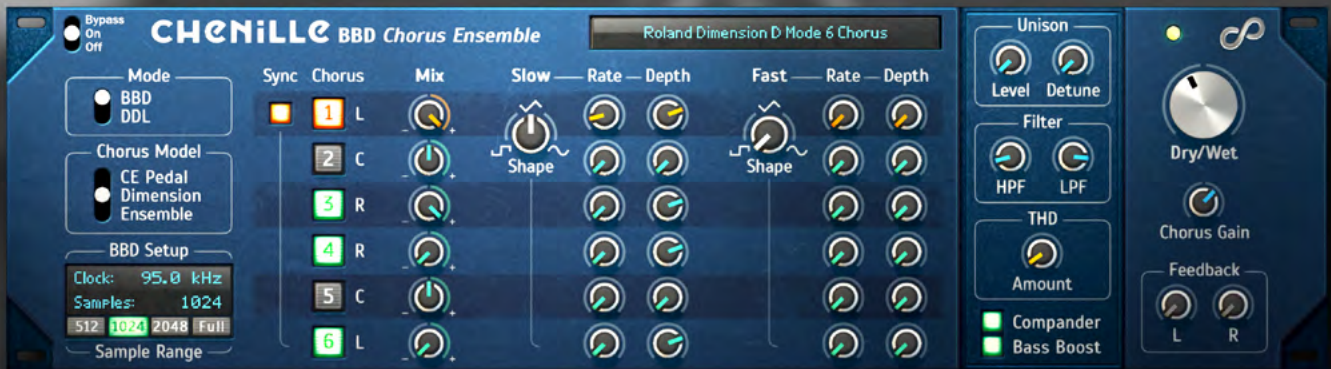 Bypass
On
Off
CHENiLLE BBD Chorus Ensemble
Roland Dimension D Mode 6 Chorus
Mode
BBD
DDL
Chorus Model
CE Pedal
Dimension
Ensemble
BBD Setup
Clock: 95.0 kHz
Samples: 1024
512 1024 2048 Full
Sample Range
Sync Chorus Mix Slow Rate Depth Fast Rate Depth
1 L
- +
Shape
Shape
2 C
- +
3 R
- +
4 R
- +
5 C
- +
6 L
- +
Unison
Level Detune
Filter
HPF LPF
THD
Amount
Compander
Bass Boost
Dry/Wet
Chorus Gain
Feedback
L R